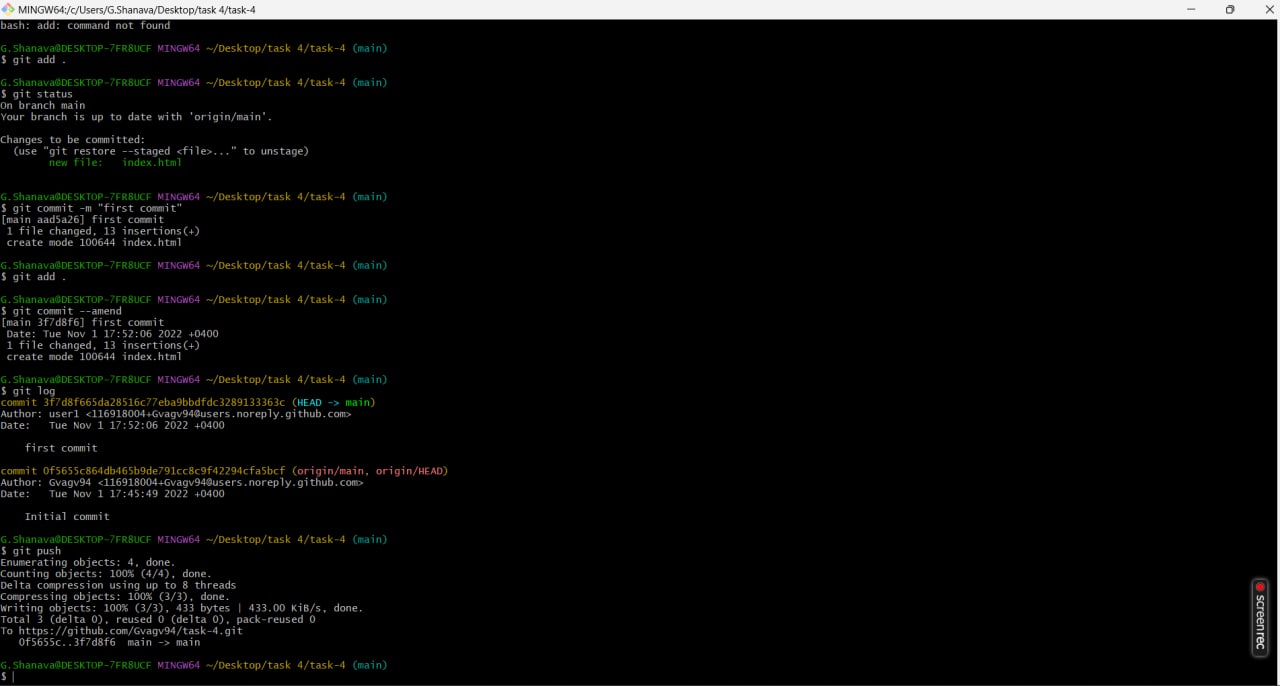 MINGW64:/c/Users/G.Shanava/Desktop/task 4/task-4
bash: add: command not found
G.Shanava@DESKTOP-7FR8UCF MINGW64 ~/Desktop/task 4/task-4 (main)
$ git add .
G.Shanava@DESKTOP-7FR8UCF MINGW64 ~/Desktop/task 4/task-4 (main)
$ git status
On branch main
Your branch is up to date with 'origin/main'.
Changes to be committed:
(use "git restore --staged <file>..." to unstage)
new file: index.html
G.Shanava@DESKTOP-7FR8UCF MINGW64 ~/Desktop/task 4/task-4 (main)
$ git commit -m "first commit"
[main aad5a26] first commit
1 file changed, 13 insertions(+)
create mode 100644 index.html
G.Shanava@DESKTOP-7FR8UCF MINGW64 ~/Desktop/task 4/task-4 (main)
$ git add .
G.Shanava@DESKTOP-7FR8UCF MINGW64 ~/Desktop/task 4/task-4 (main)
$ git commit --amend
[main 3f7d8f6] first commit
Date: Tue Nov 1 17:52:06 2022 +0400
1 file changed, 13 insertions(+)
create mode 100644 index.html
G.Shanava@DESKTOP-7FR8UCF MINGW64 ~/Desktop/task 4/task-4 (main)
$ git log
commit 3f7d8f665da28516c77eba9bbdfdc3289133363c (HEAD -> main)
Author: user1 <116918004+Gvagv94@users.noreply.github.com>
Date: Tue Nov 1 17:52:06 2022 +0400
first commit
commit 0f5655c864db465b9de791cc8c9f42294cfa5bcf (origin/main, origin/HEAD)
Author: Gvagv94 <116918004+Gvagv94@users.noreply.github.com>
Date: Tue Nov 1 17:45:49 2022 +0400
Initial commit
G.Shanava@DESKTOP-7FR8UCF MINGW64 ~/Desktop/task 4/task-4 (main)
$ git push
Enumerating objects: 4, done.
Counting objects: 100% (4/4), done.
Delta compression using up to 8 threads
Compressing objects: 100% (3/3), done.
Writing objects: 100% (3/3), 433 bytes | 433.00 KiB/s, done.
Total 3 (delta 0), reused 0 (delta 0), pack-reused 0
To https://github.com/Gvagv94/task-4.git
0f5655c..3f7d8f6 main -> main
G.Shanava@DESKTOP-7FR8UCF MINGW64 ~/Desktop/task 4/task-4 (main)
$
screenrec